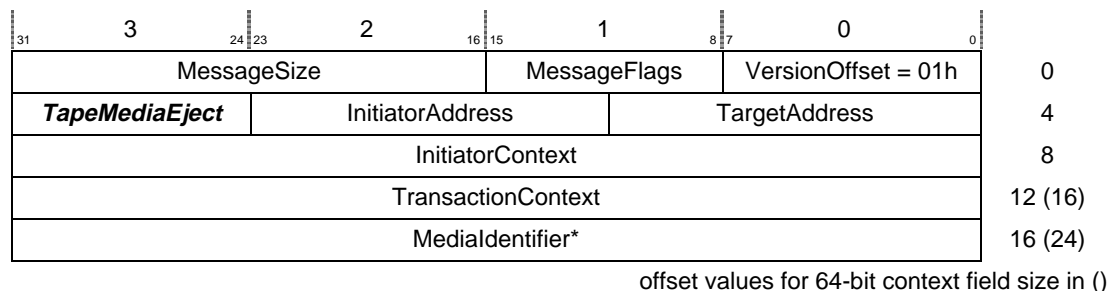 3 2 1 0
31 24 23 16 15 8 7 0
MessageSize MessageFlags VersionOffset = 01h 0
TapeMediaEject InitiatorAddress TargetAddress 4
InitiatorContext 8
TransactionContext 12 (16)
MediaIdentifier* 16 (24)
offset values for 64-bit context field size in ()